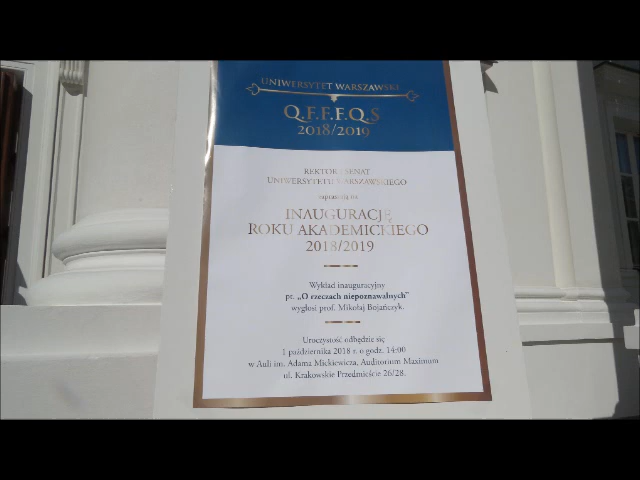 UNIWERSYTET WARSZAWSKI
Q.F.F.F.Q.S
2018/2019
REKTOR I SENAT
UNIWERSYTETU WARSZAWSKIEGO
zapraszają na
INAUGURACJĘ
ROKU AKADEMICKIEGO
2018/2019
Wykład inauguracyjny
pt. „O rzeczach niepoznawalnych”
wygłosi prof. Mikołaj Bojańczyk.
Uroczystość odbędzie się
1 października 2018 r. o godz. 14:00
w Auli im. Adama Mickiewicza, Auditorium Maximum
ul. Krakowskie Przedmieście 26/28.